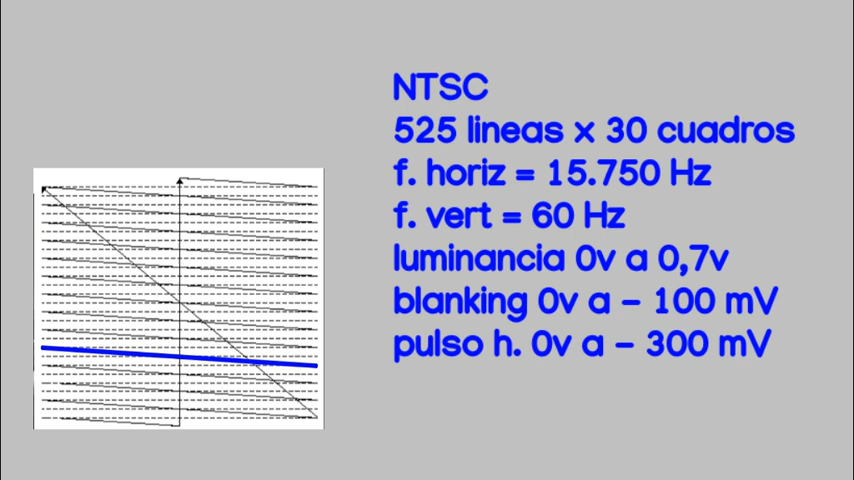 NTSC
525 lineas x 30 cuadros
f. horiz = 15.750 Hz
f. vert = 60 Hz
luminancia 0v a 0,7v
blanking 0v a - 100 mV
pulso h. 0v a - 300 mV